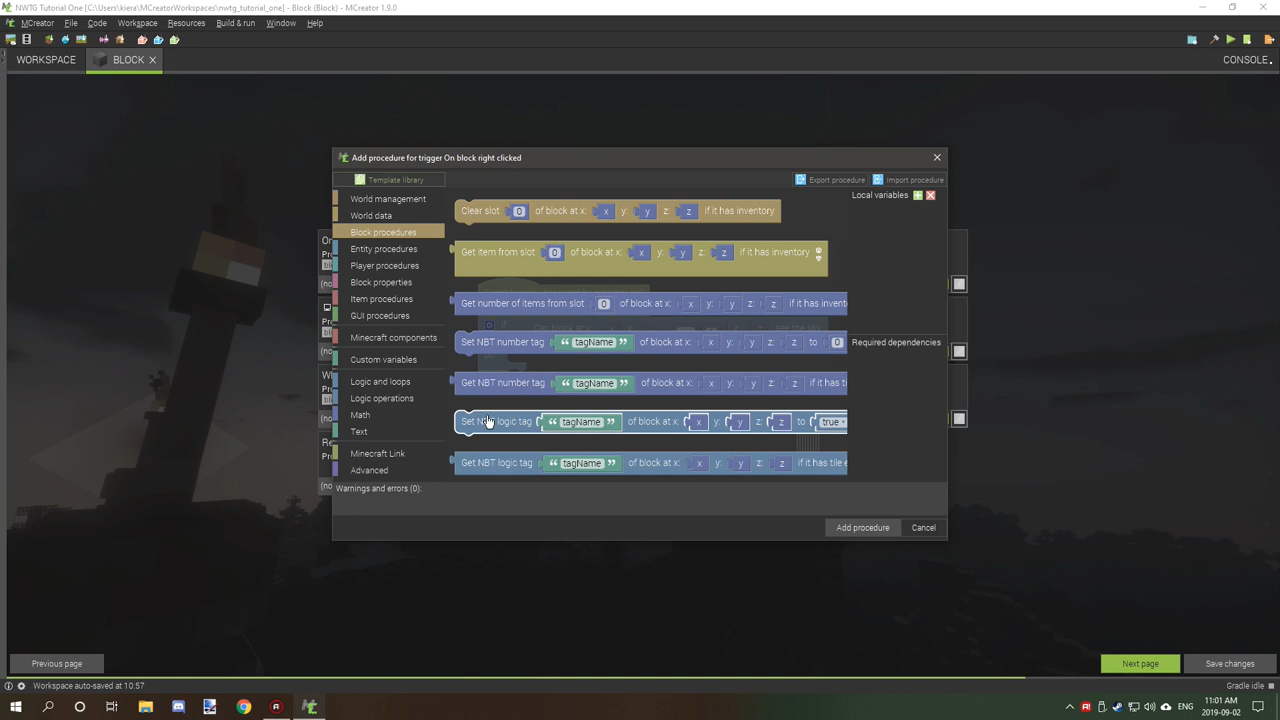 NWTG Tutorial One [C:\Users\kiera\MCreatorWorkspaces\nwtg_tutorial_one] - Block (Block) - MCreator 1.9.0
MCreator File Code Workspace Resources Build & run Window Help
WORKSPACE BLOCK CONSOLE
Add procedure for trigger On block right clicked
Template library Export procedure Import procedure
World management
World data
Block procedures
Entity procedures
Player procedures
Block properties
Item procedures
GUI procedures
Minecraft components
Custom variables
Logic and loops
Logic operations
Math
Text
Minecraft Link
Advanced
Local variables
Clear slot 0 of block at x: x y: y z: z if it has inventory
Get item from slot 0 of block at x: x y: y z: z if it has inventory
Get number of items from slot 0 of block at x: x y: y z: z if it has invent
Set NBT number tag “ tagName ” of block at x: x y: y z: z to 0
Required dependencies
Get NBT number tag “ tagName ” of block at x: x y: y z: z if it has ti
Set NBT logic tag “ tagName ” of block at x: x y: y z: z to true
Get NBT logic tag “ tagName ” of block at x: x y: y z: z if it has tile e
Warnings and errors (0):
Add procedure Cancel
Previous page Next page Save changes
Workspace auto-saved at 10:57 Gradle idle
ENG 11:01 AM
2019-09-02